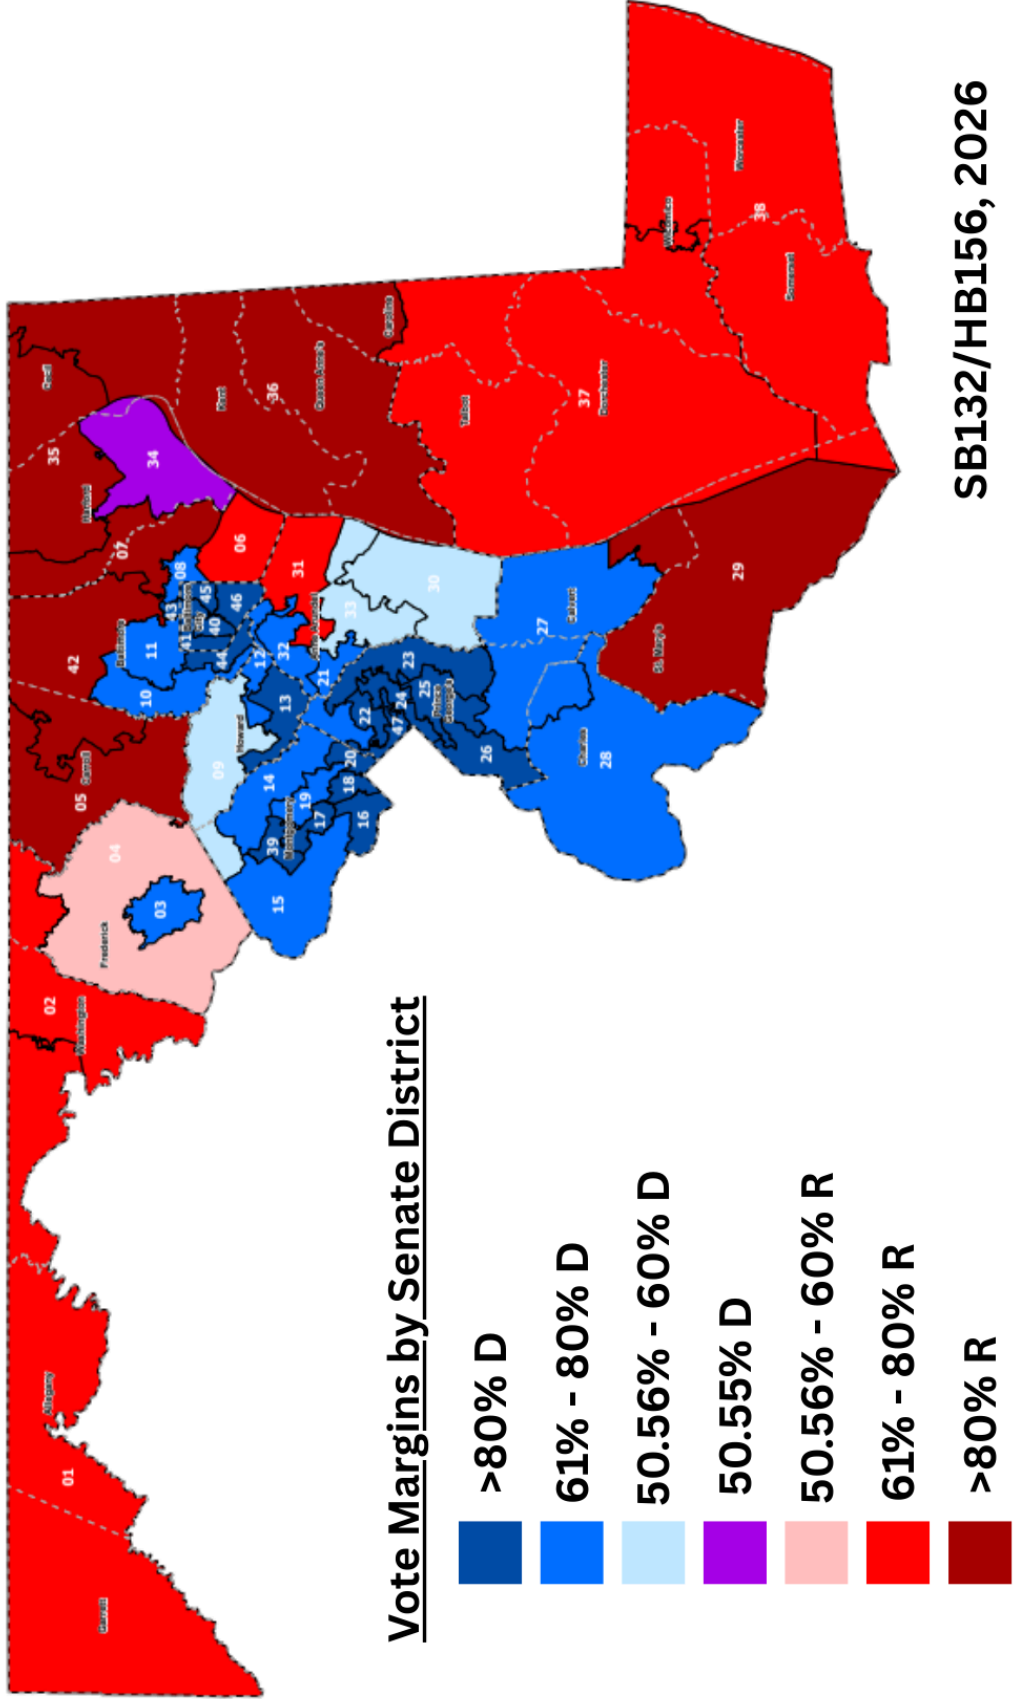 Garrett
01
Allegany
02
Washington
Frederick
03
04
05
Carroll
42
10
11
Baltimore
07
35
Harford
Cecil
34
08
43
41
45
Baltimore
City
40
46
44
06
09
Howard
12
13
32
31
21
33
30
15
14
39
Montgomery
19
17
18
20
16
22
47
24
25
23
Prince
George's
26
27
Calvert
Charles
28
29
St. Mary's
Kent
36
Queen Anne's
Caroline
Talbot
37
Dorchester
Wicomico
Worcester
38
Somerset
Vote Margins by Senate District
>80% D
61% - 80% D
50.56% - 60% D
50.55% D
50.56% - 60% R
61% - 80% R
>80% R
SB132/HB156, 2026